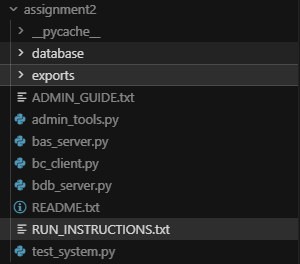 assignment2
__pycache__
database
exports
ADMIN_GUIDE.txt
admin_tools.py
bas_server.py
bc_client.py
bdb_server.py
README.txt
RUN_INSTRUCTIONS.txt
test_system.py